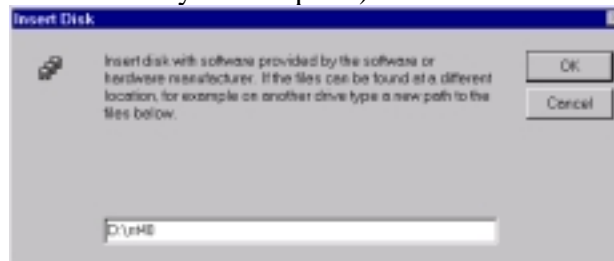 Insert Disk
Insert disk with software provided by the software or
hardware manufacturer. If the files can be found at a different
location, for example on another drive type a new path to the
files below.
OK
Cancel
D:\nt40